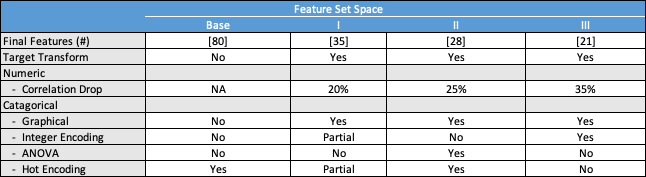 Feature Set Space
Base I II III
Final Features (#) [80] [35] [28] [21]
Target Transform No Yes Yes Yes
Numeric
- Correlation Drop NA 20% 25% 35%
Catagorical
- Graphical No Yes Yes Yes
- Integer Encoding No Partial No Yes
- ANOVA No No Yes No
- Hot Encoding Yes Partial Yes No